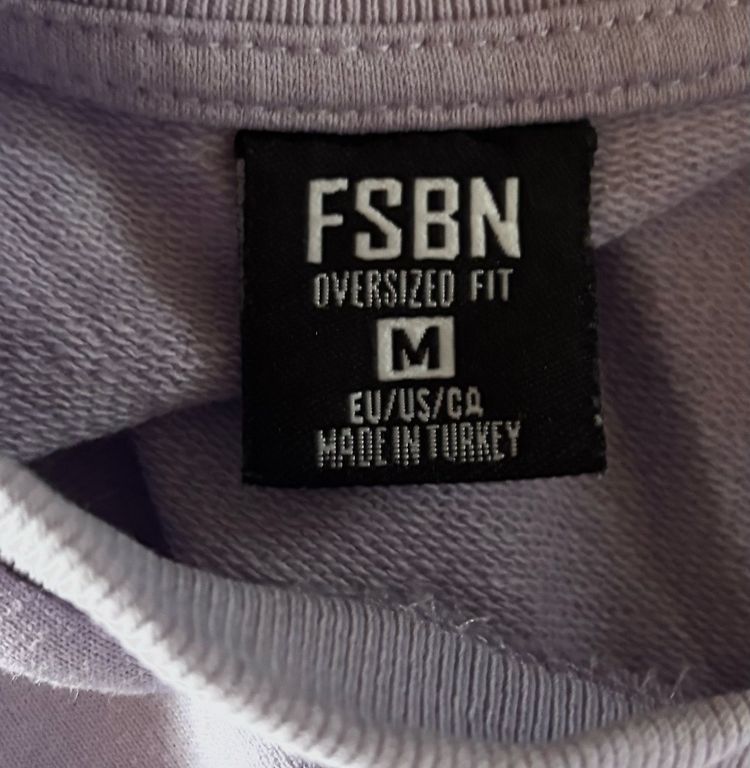 FSBN
OVERSIZED FIT
M
EU/US/CA
MADE IN TURKEY